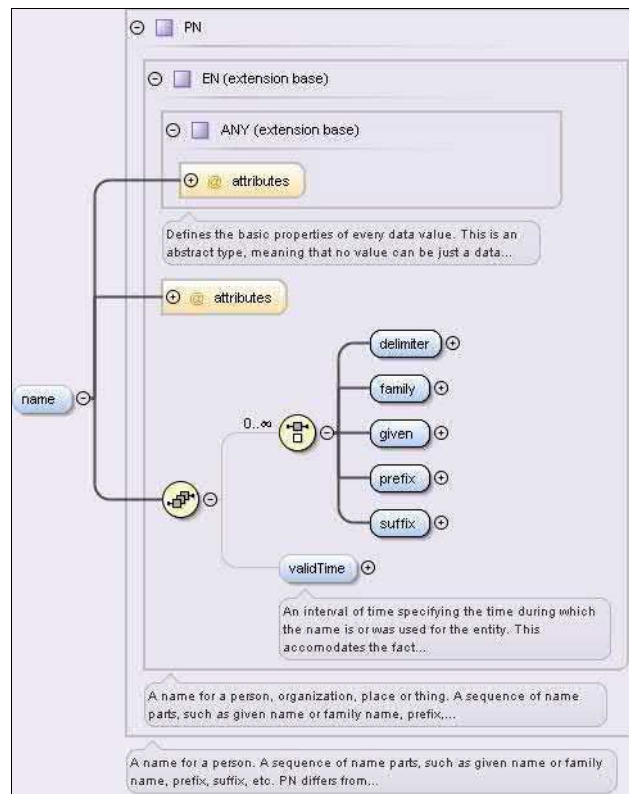 PN
EN (extension base)
ANY (extension base)
@ attributes
Defines the basic properties of every data value. This is an
abstract type, meaning that no value can be just a data...
@ attributes
delimiter
family
name
0..∞
given
prefix
suffix
validTime
An interval of time specifying the time during which
the name is or was used for the entity. This
accomodates the fact...
A name for a person, organization, place or thing. A sequence of name
parts, such as given name or family name, prefix,...
A name for a person. A sequence of name parts, such as given name or family
name, prefix, suffix, etc. PN differs from...